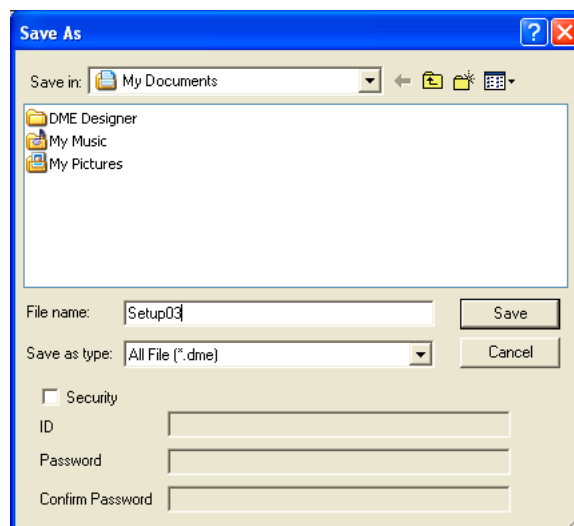 Save As
Save in: My Documents
DME Designer
My Music
My Pictures
File name: Setup03 Save
Save as type: All File (*.dme) Cancel
Security
ID
Password
Confirm Password